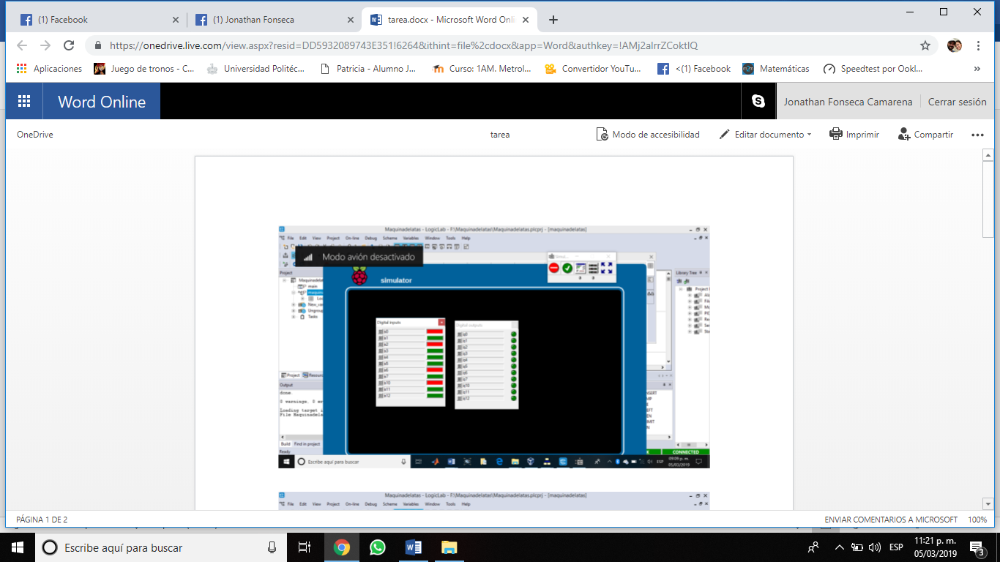 (1) Facebook
(1) Jonathan Fonseca
tarea.docx - Microsoft Word Onli
https://onedrive.live.com/view.aspx?resid=DD5932089743E351!6264&ithint=file%2cdocx&app=Word&authkey=!AMj2alrrZCoktlQ
Aplicaciones
Juego de tronos - C...
Universidad Politéc...
Patricia - Alumno J...
Curso: 1AM. Metrol...
Convertidor YouTu...
<(1) Facebook
Matemáticas
Speedtest por Ookl...
»
Word Online
Jonathan Fonseca Camarena
Cerrar sesión
OneDrive
tarea
Modo de accesibilidad
Editar documento
Imprimir
Compartir
Maquinadelatas - LogicLab - F:\Maquinadelatas\Maquinadelatas.plcprj - [maquinadelatas]
File Edit View Project On-line Debug Scheme Variables Window Tools Help
Modo avión desactivado
simulator
Project
Library Tree
main
Tasks
Digital inputs
Digital outputs
Project
Output
done.
0 warnings, 0 er
Loading target i
File Maquinadela
Build Find in project
Ready
CONNECTED
Escribe aquí para buscar
ESP
09:09 p. m.
05/03/2019
Maquinadelatas - LogicLab - F:\Maquinadelatas\Maquinadelatas.plcprj - [maquinadelatas]
File Edit View Project On-line Debug Scheme Variables Window Tools Help
PÁGINA 1 DE 2
ENVIAR COMENTARIOS A MICROSOFT
100%
Escribe aquí para buscar
ESP
11:21 p. m.
05/03/2019
3